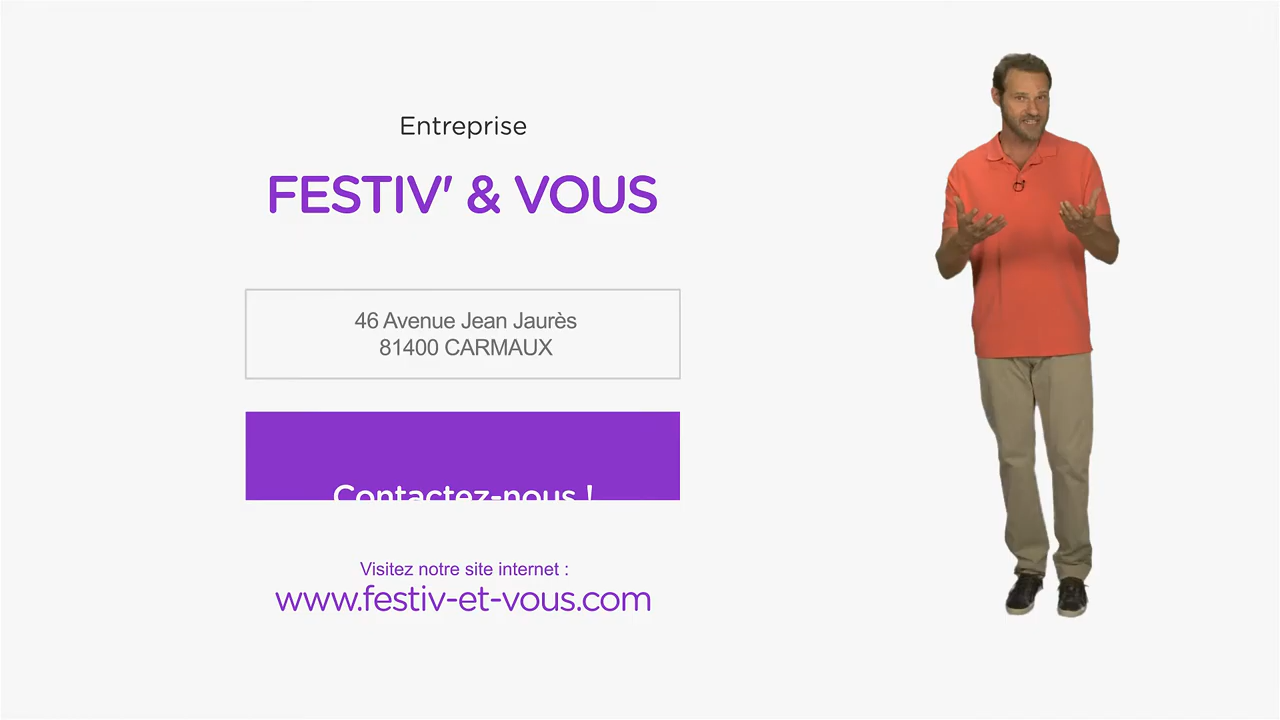 Entreprise
FESTIV' & VOUS
46 Avenue Jean Jaurès
81400 CARMAUX
Contactez-nous !
Visitez notre site internet :
www.festiv-et-vous.com